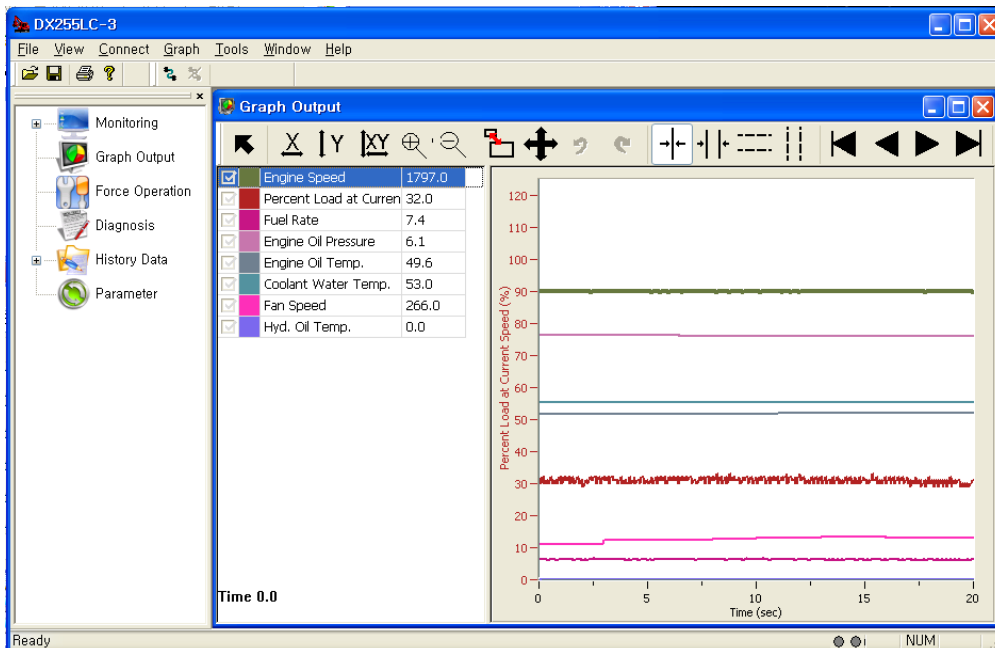 DX255LC-3
File View Connect Graph Tools Window Help
Monitoring
Graph Output
Force Operation
Diagnosis
History Data
Parameter
Graph Output
X Y XY
Engine Speed 1797.0
Percent Load at Curren 32.0
Fuel Rate 7.4
Engine Oil Pressure 6.1
Engine Oil Temp. 49.6
Coolant Water Temp. 53.0
Fan Speed 266.0
Hyd. Oil Temp. 0.0
Time 0.0
Percent Load at Current Speed (%)
120
110
100
90
80
70
60
50
40
30
20
10
0
0 5 10 15 20
Time (sec)
Ready NUM